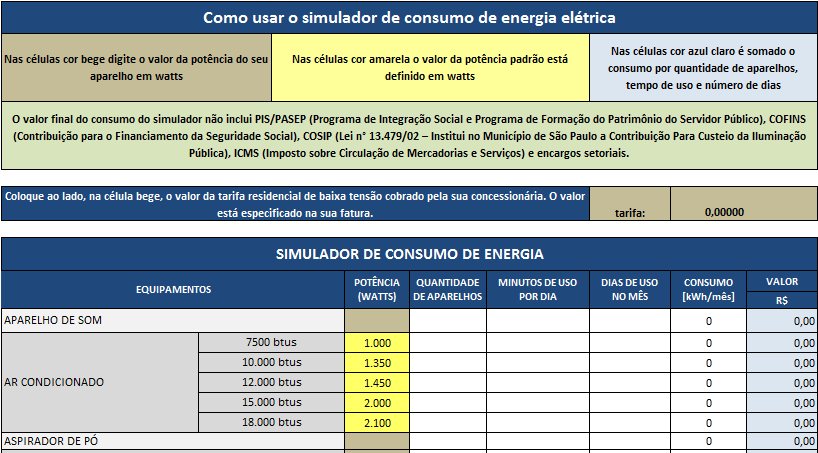 Como usar o simulador de consumo de energia elétrica
Nas células cor bege digite o valor da potência do seu
aparelho em watts
Nas células cor amarela o valor da potência padrão está
definido em watts
Nas células cor azul claro é somado o
consumo por quantidade de aparelhos,
tempo de uso e número de dias
O valor final do consumo do simulador não inclui PIS/PASEP (Programa de Integração Social e Programa de Formação do Patrimônio do Servidor Público), COFINS
(Contribuição para o Financiamento da Seguridade Social), COSIP (Lei n° 13.479/02 – Institui no Município de São Paulo a Contribuição Para Custeio da Iluminação
Pública), ICMS (Imposto sobre Circulação de Mercadorias e Serviços) e encargos setoriais.
Coloque ao lado, na célula bege, o valor da tarifa residencial de baixa tensão cobrado pela sua concessionária. O valor
está especificado na sua fatura.
tarifa: 0,00000
SIMULADOR DE CONSUMO DE ENERGIA
EQUIPAMENTOS
POTÊNCIA
(WATTS)
QUANTIDADE
DE APARELHOS
MINUTOS DE USO
POR DIA
DIAS DE USO
NO MÊS
CONSUMO
[kWh/mês]
VALOR
R$
APARELHO DE SOM 0 0,00
AR CONDICIONADO
7500 btus 1.000 0 0,00
10.000 btus 1.350 0 0,00
12.000 btus 1.450 0 0,00
15.000 btus 2.000 0 0,00
18.000 btus 2.100 0 0,00
ASPIRADOR DE PÓ 0 0,00